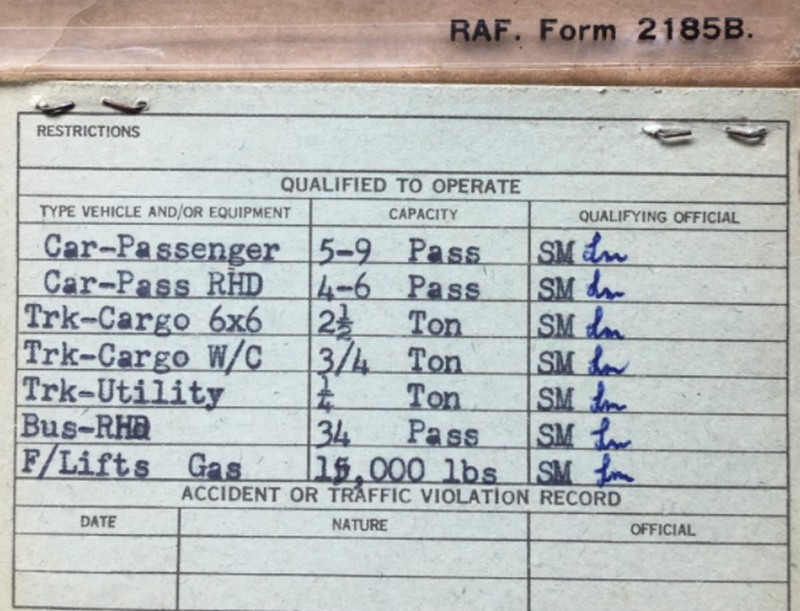 RAF. Form 2185B.
RESTRICTIONS
QUALIFIED TO OPERATE
TYPE VEHICLE AND/OR EQUIPMENT CAPACITY QUALIFYING OFFICIAL
Car-Passenger 5-9 Pass SM
Car-Pass RHD 4-6 Pass SM
Trk-Cargo 6x6 2½ Ton SM
Trk-Cargo W/C 3/4 Ton SM
Trk-Utility ¼ Ton SM
Bus-RHD 34 Pass SM
F/Lifts Gas 15,000 lbs SM
ACCIDENT OR TRAFFIC VIOLATION RECORD
DATE NATURE OFFICIAL